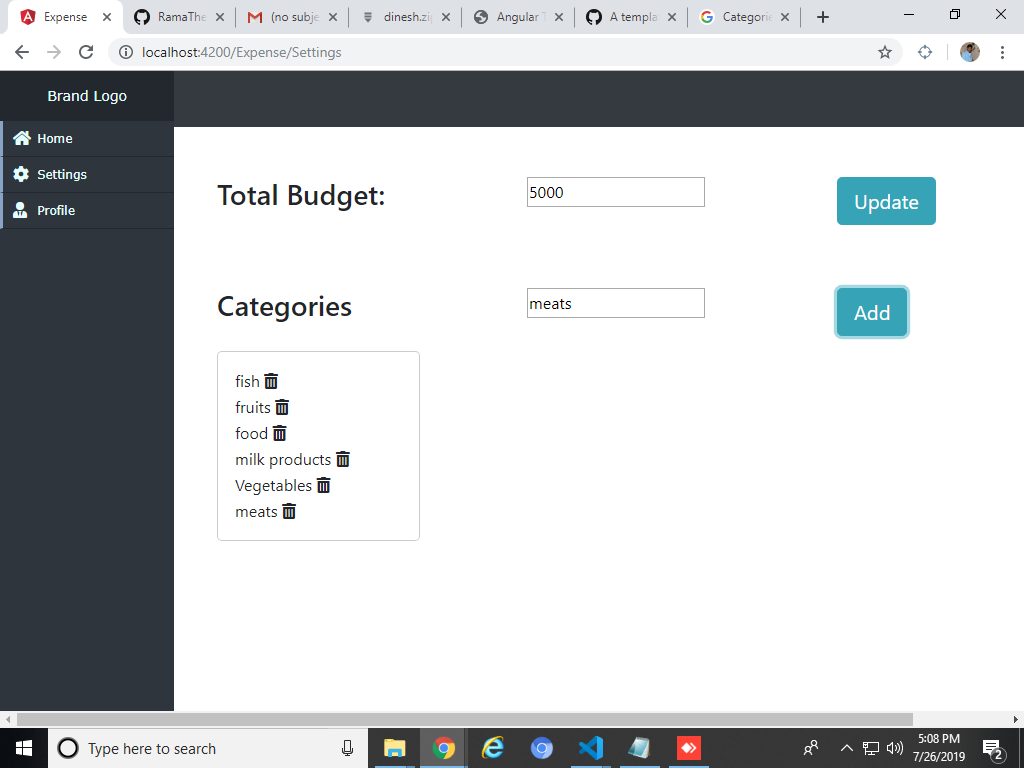 Expense
RamaThe
(no subje
dinesh.zi
Angular T
A templa
Categorie
localhost:4200/Expense/Settings
Brand Logo
Home
Settings
Profile
Total Budget:
5000
Update
Categories
meats
Add
fish
fruits
food
milk products
Vegetables
meats
Type here to search
5:08 PM
7/26/2019
2